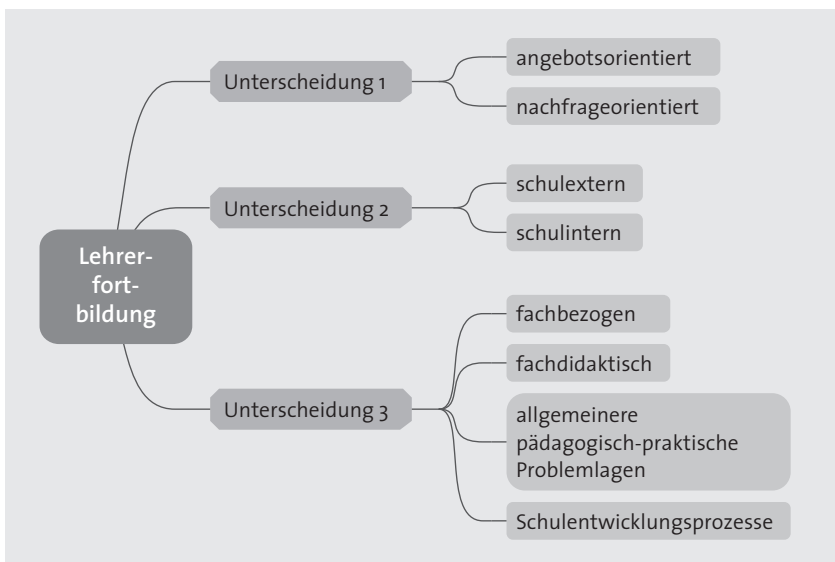 Lehrer-
fort-
bildung
Unterscheidung 1
angebotsorientiert
nachfrageorientiert
Unterscheidung 2
schulextern
schulintern
Unterscheidung 3
fachbezogen
fachdidaktisch
allgemeinere
pädagogisch-praktische
Problemlagen
Schulentwicklungsprozesse